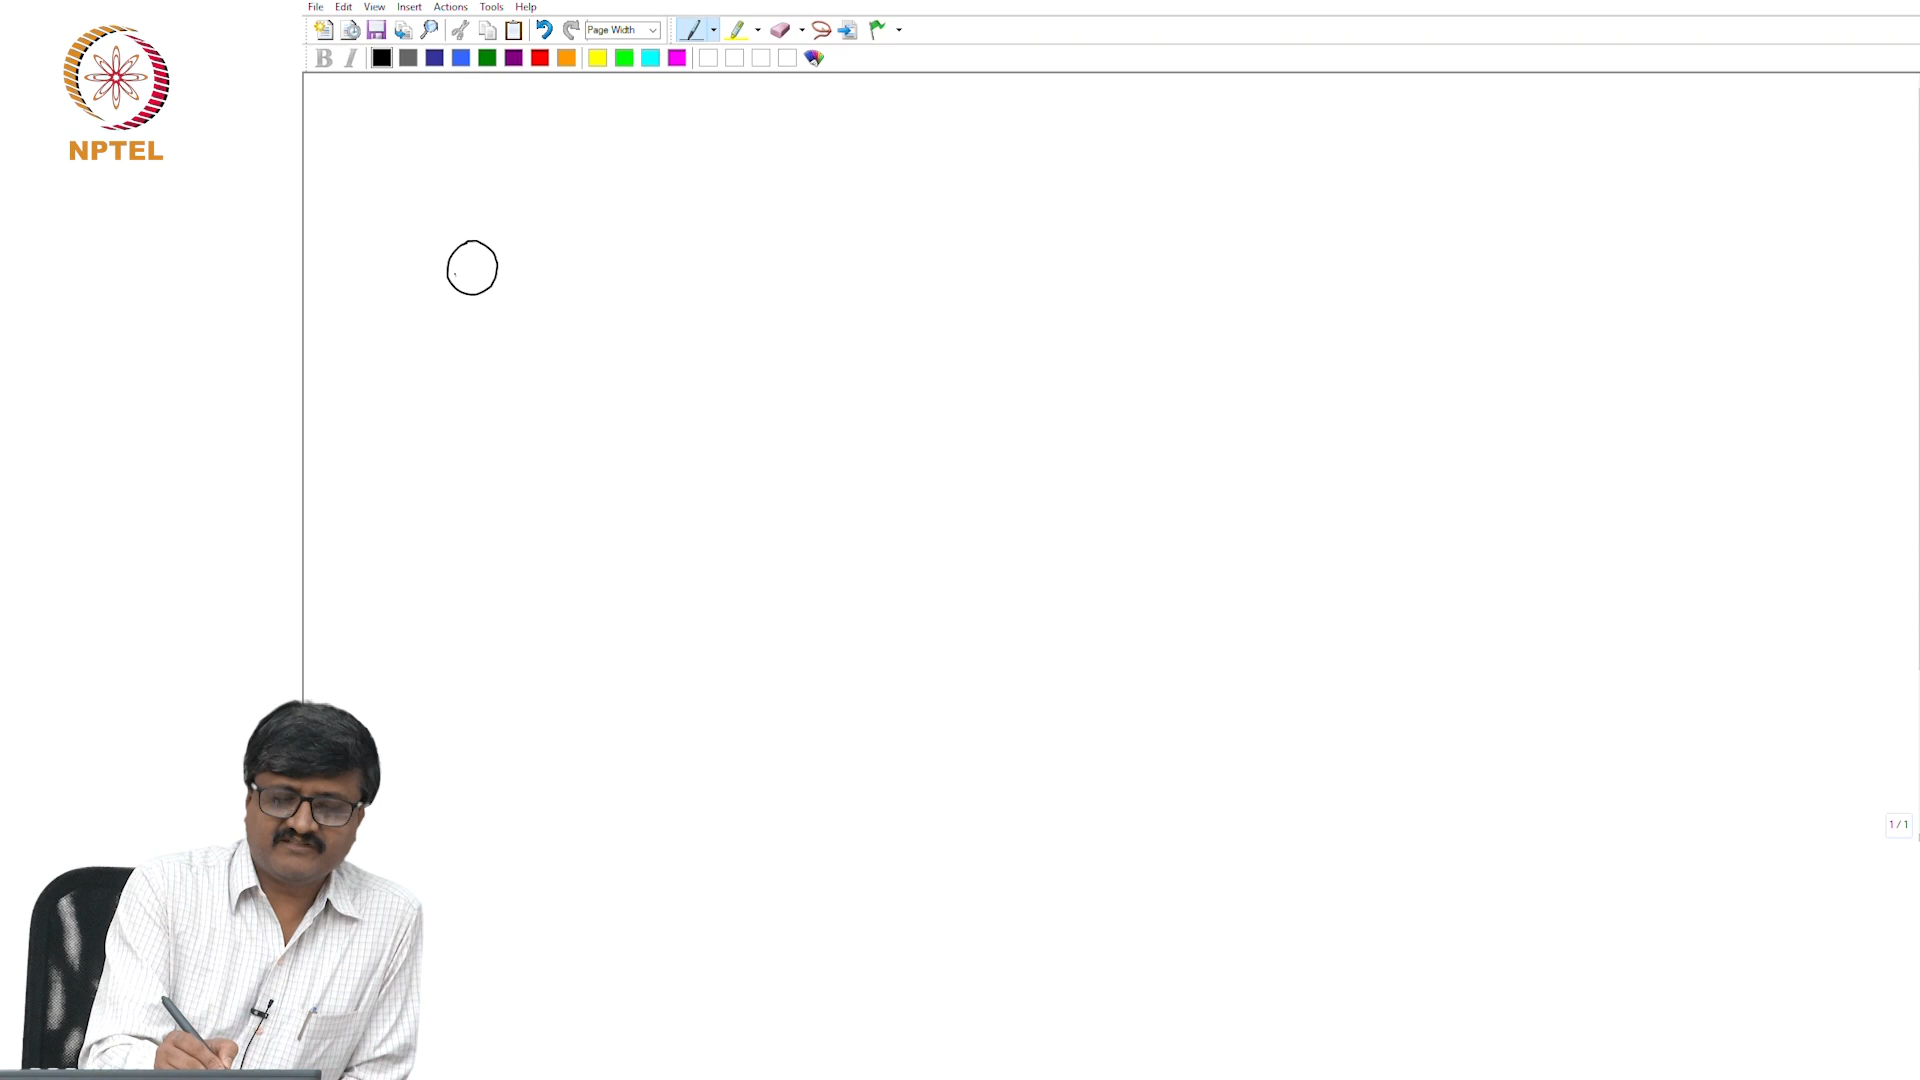 File Edit View Insert Actions Tools Help
Page Width
B I
NPTEL
1 / 1